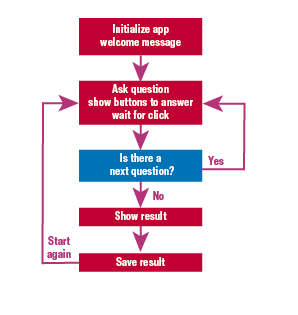 Initialize app
welcome message
Ask question
show buttons to answer
wait for click
Is there a
next question?
Yes
No
Show result
Start
again
Save result